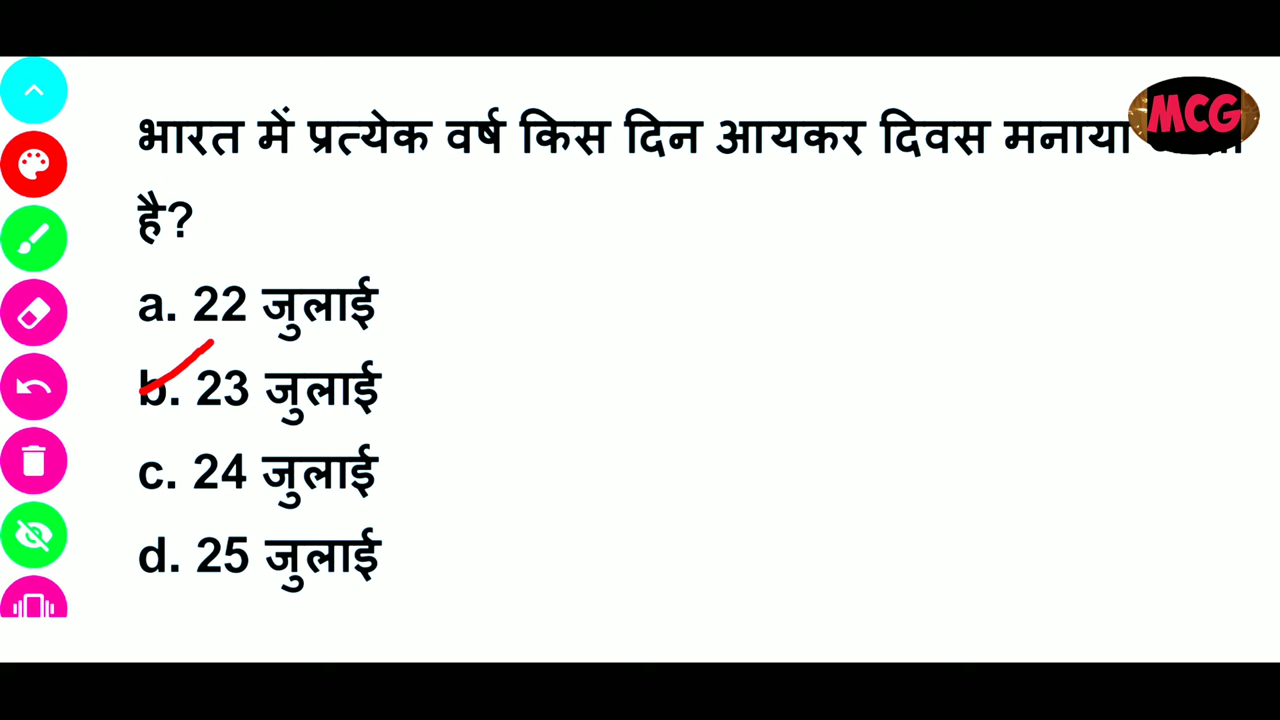 MCG
भारत में प्रत्येक वर्ष किस दिन आयकर दिवस मनाया
है?
a. 22 जुलाई
b. 23 जुलाई
c. 24 जुलाई
d. 25 जुलाई